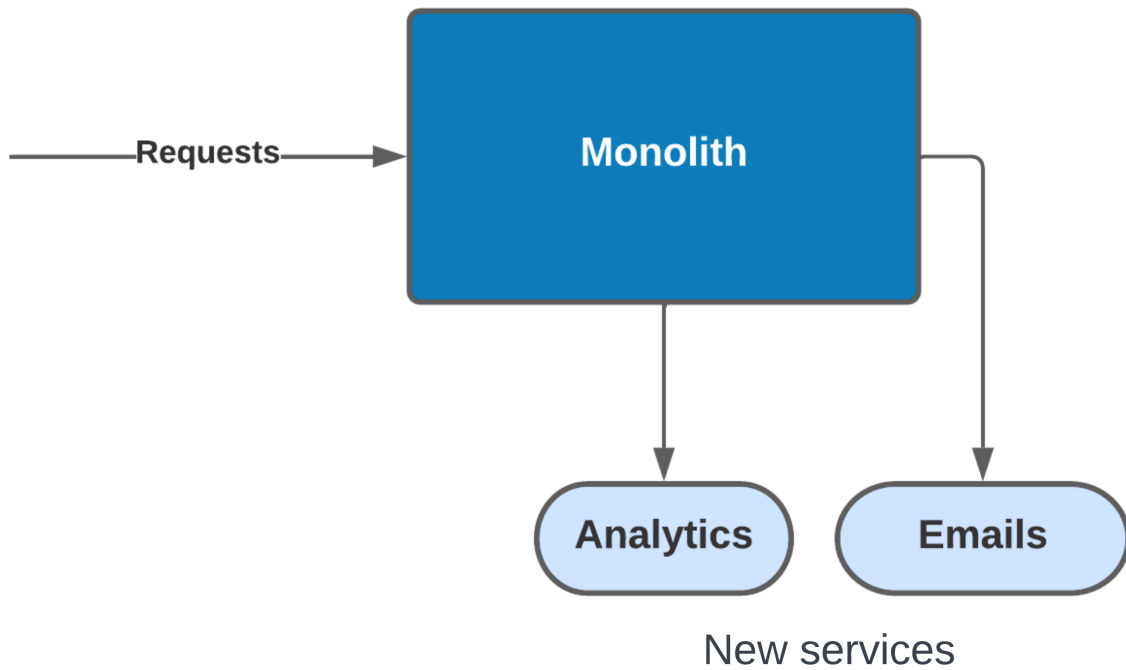 Requests
Monolith
Analytics
Emails
New services